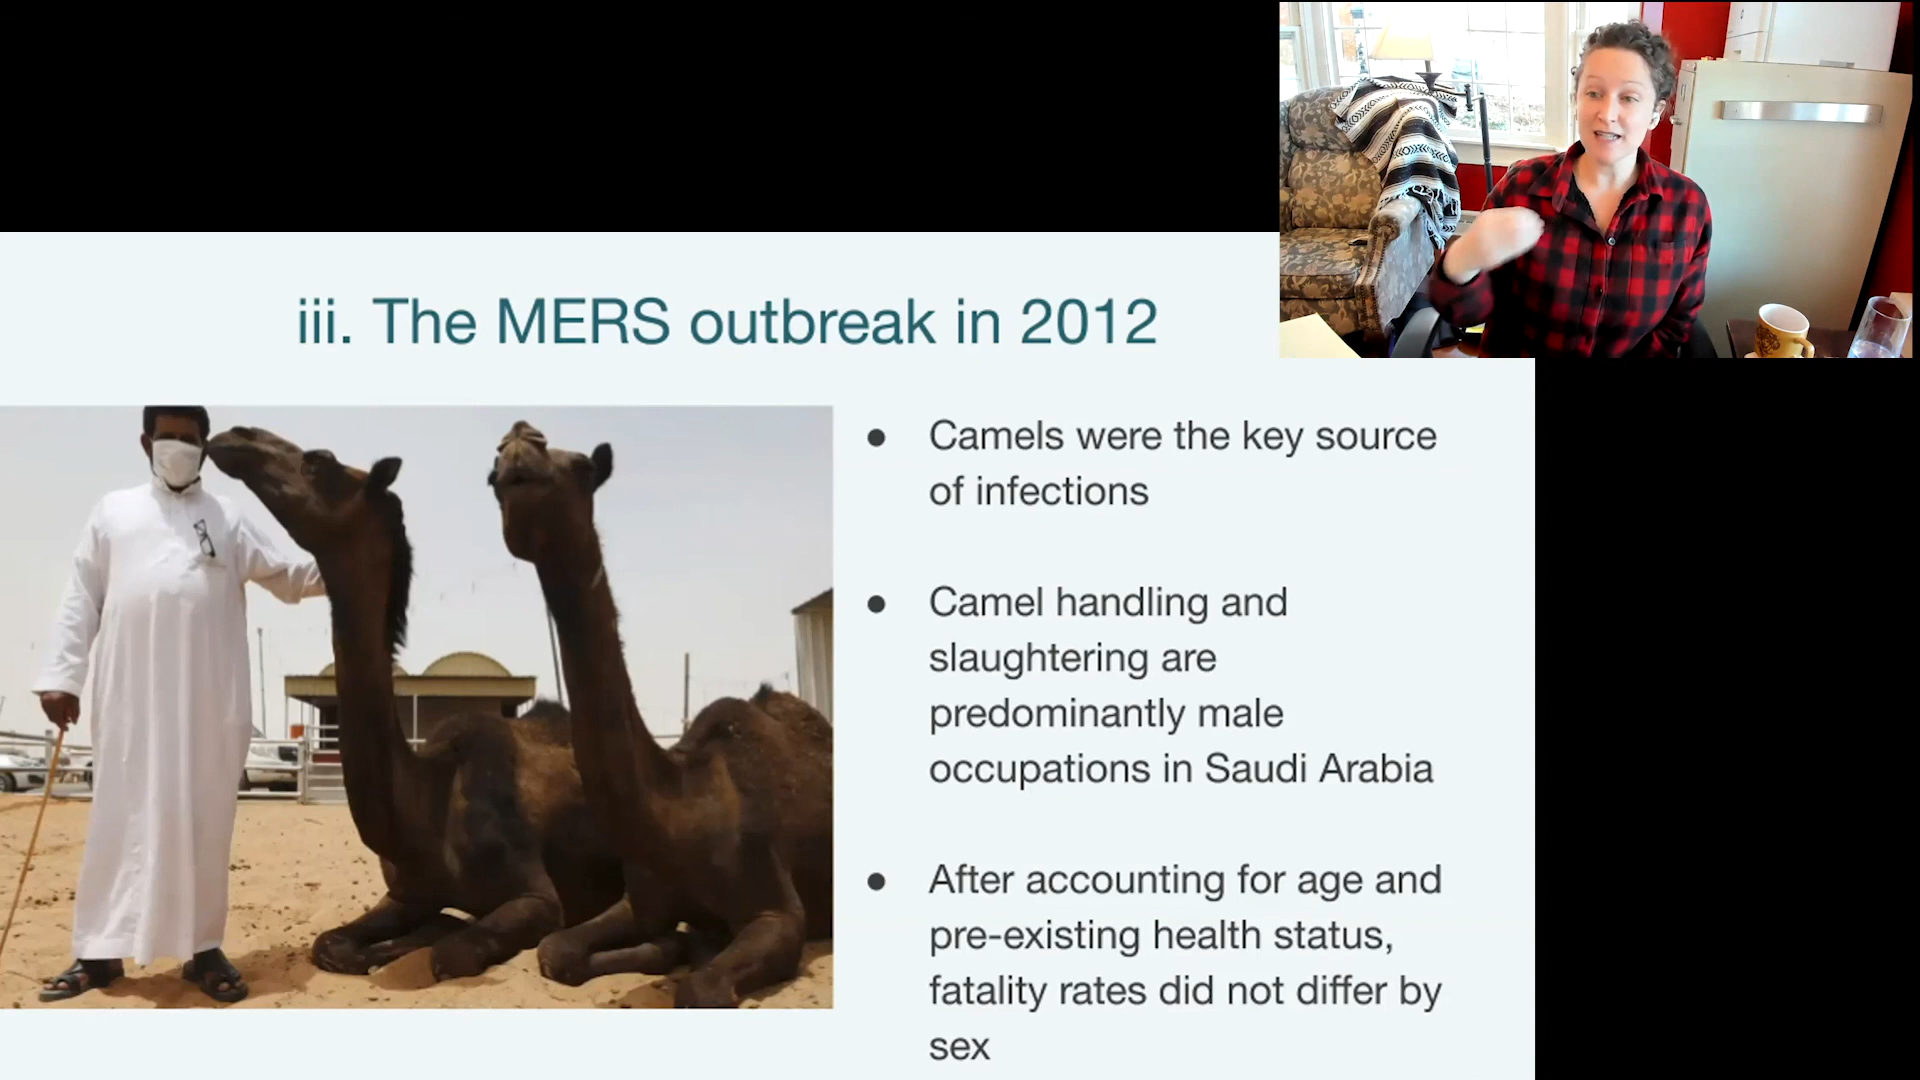 iii. The MERS outbreak in 2012
● Camels were the key source
of infections
● Camel handling and
slaughtering are
predominantly male
occupations in Saudi Arabia
● After accounting for age and
pre-existing health status,
fatality rates did not differ by
sex